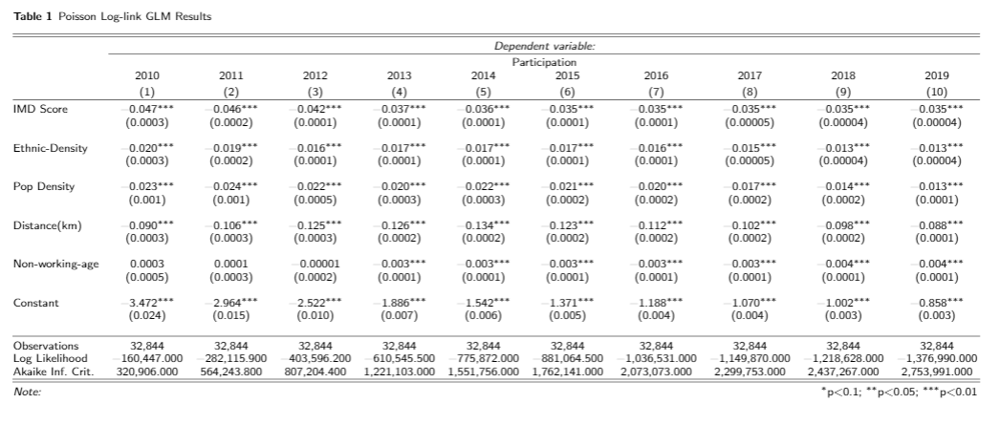 Table 1 Poisson Log-link GLM Results
Dependent variable:
Participation
2010 2011 2012 2013 2014 2015 2016 2017 2018 2019
(1) (2) (3) (4) (5) (6) (7) (8) (9) (10)
IMD Score −0.047*** −0.046*** −0.042*** −0.037*** −0.036*** −0.035*** −0.035*** −0.035*** −0.035*** −0.035***
(0.0003) (0.0002) (0.0001) (0.0001) (0.0001) (0.0001) (0.0001) (0.00005) (0.00004) (0.00004)
Ethnic-Density −0.020*** −0.019*** −0.016*** −0.017*** −0.017*** −0.017*** −0.016*** −0.015*** −0.013*** −0.013***
(0.0003) (0.0002) (0.0001) (0.0001) (0.0001) (0.0001) (0.0001) (0.00005) (0.00004) (0.00004)
Pop Density −0.023*** −0.024*** −0.022*** −0.020*** −0.022*** −0.021*** −0.020*** −0.017*** −0.014*** −0.013***
(0.001) (0.001) (0.0005) (0.0003) (0.0003) (0.0002) (0.0002) (0.0002) (0.0002) (0.0001)
Distance(km) −0.090*** −0.106*** −0.125*** −0.126*** −0.134*** −0.123*** −0.112*** −0.102*** −0.098*** −0.088***
(0.0003) (0.0003) (0.0003) (0.0002) (0.0002) (0.0002) (0.0002) (0.0002) (0.0002) (0.0001)
Non-working-age 0.0003 0.0001 −0.00001 −0.003*** −0.003*** −0.003*** −0.003*** −0.003*** −0.004*** −0.004***
(0.0005) (0.0003) (0.0002) (0.0001) (0.0001) (0.0001) (0.0001) (0.0001) (0.0001) (0.0001)
Constant −3.472*** −2.964*** −2.522*** −1.886*** −1.542*** −1.371*** −1.188*** −1.070*** −1.002*** −0.858***
(0.024) (0.015) (0.010) (0.007) (0.006) (0.005) (0.004) (0.004) (0.003) (0.003)
Observations 32,844 32,844 32,844 32,844 32,844 32,844 32,844 32,844 32,844 32,844
Log Likelihood −160,447.000 −282,115.900 −403,596.200 −610,545.500 −775,872.000 −881,064.500 −1,036,531.000 −1,149,870.000 −1,218,628.000 −1,376,990.000
Akaike Inf. Crit. 320,906.000 564,243.800 807,204.400 1,221,103.000 1,551,756.000 1,762,141.000 2,073,073.000 2,299,753.000 2,437,267.000 2,753,991.000
Note: *p<0.1; **p<0.05; ***p<0.01